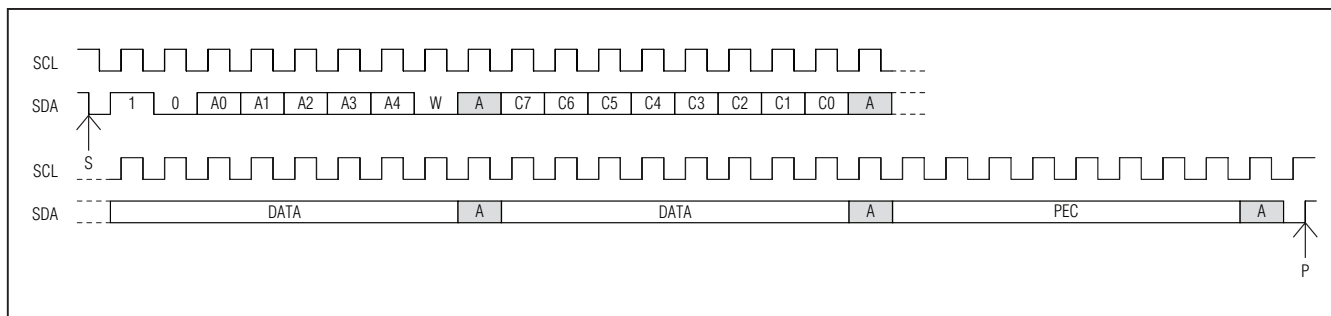 SCL
SDA 1 0 A0 A1 A2 A3 A4 W A C7 C6 C5 C4 C3 C2 C1 C0 A
S
SCL
SDA DATA A DATA A PEC A
P